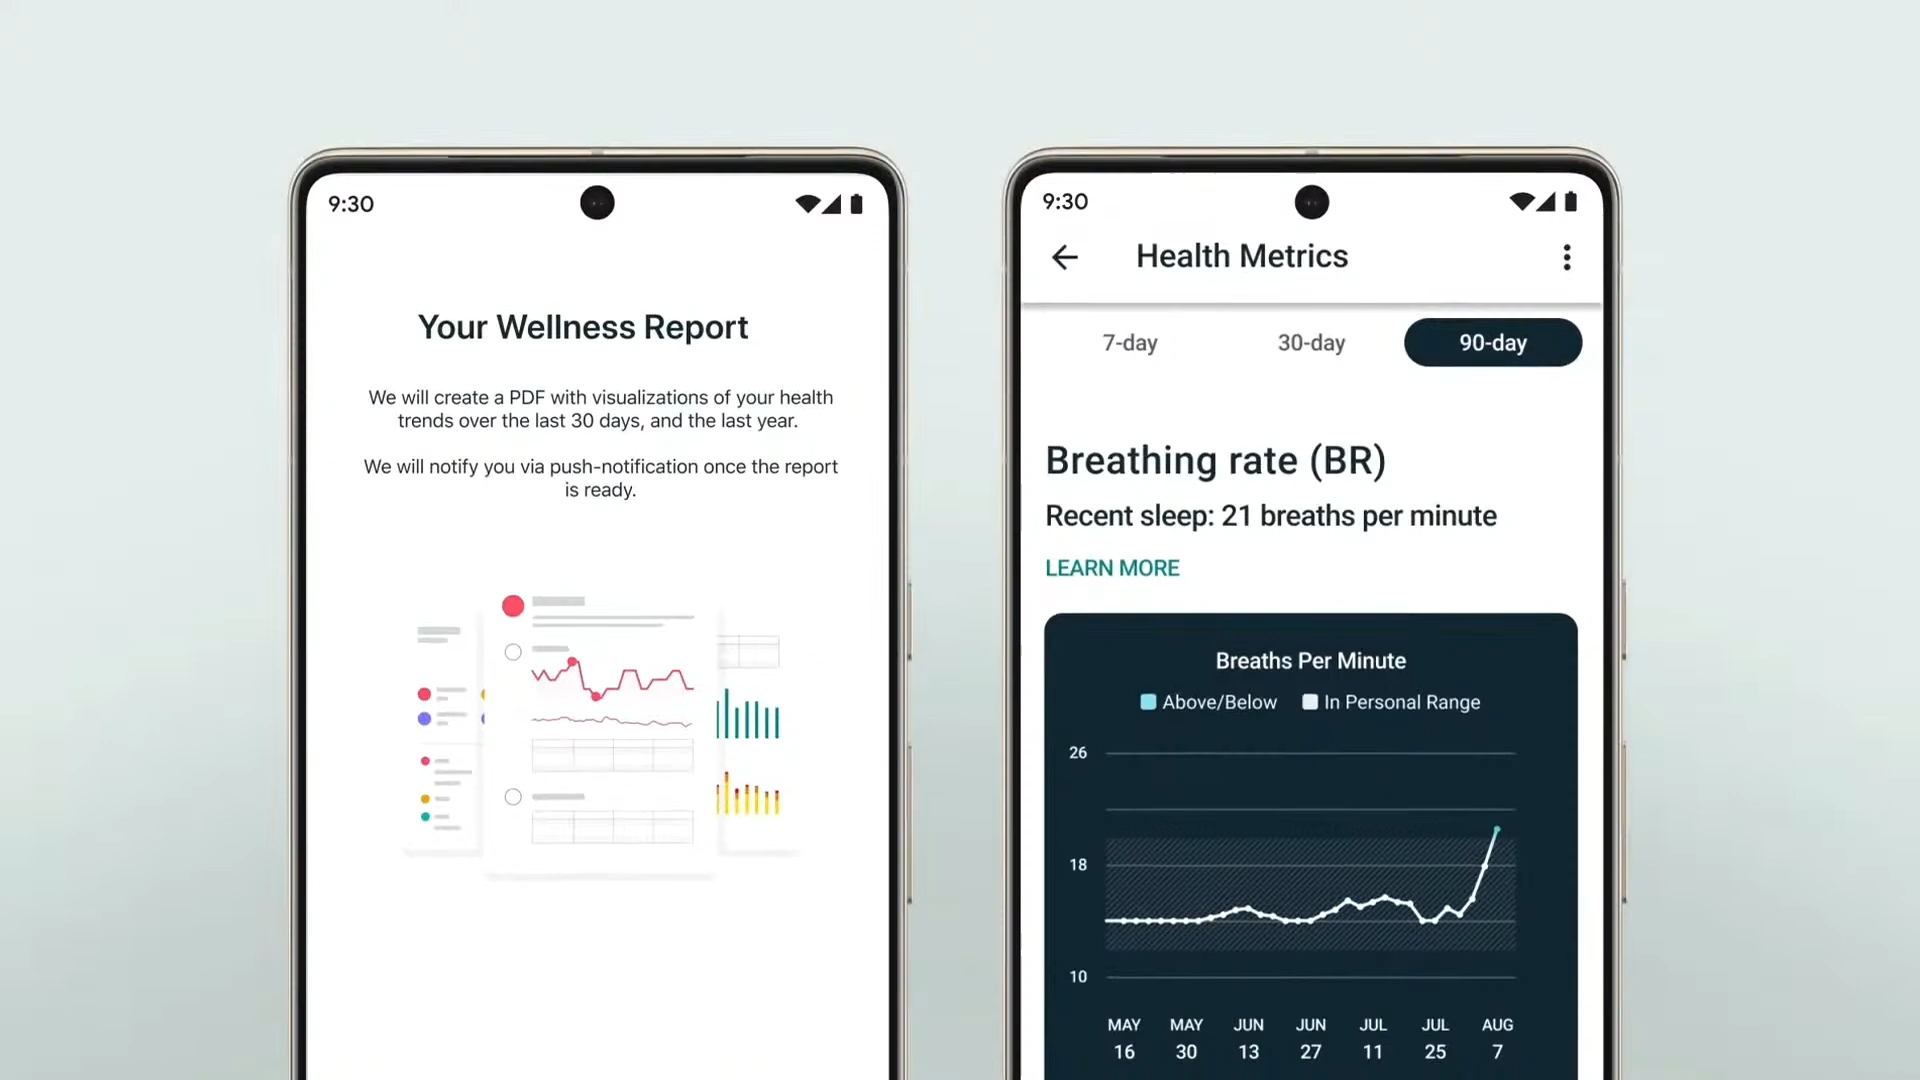 9:30
Your Wellness Report
We will create a PDF with visualizations of your health
trends over the last 30 days, and the last year.
We will notify you via push-notification once the report
is ready.
9:30
Health Metrics
7-day 30-day 90-day
Breathing rate (BR)
Recent sleep: 21 breaths per minute
LEARN MORE
Breaths Per Minute
Above/Below In Personal Range
26
18
10
MAY MAY JUN JUN JUL JUL AUG
16 30 13 27 11 25 7